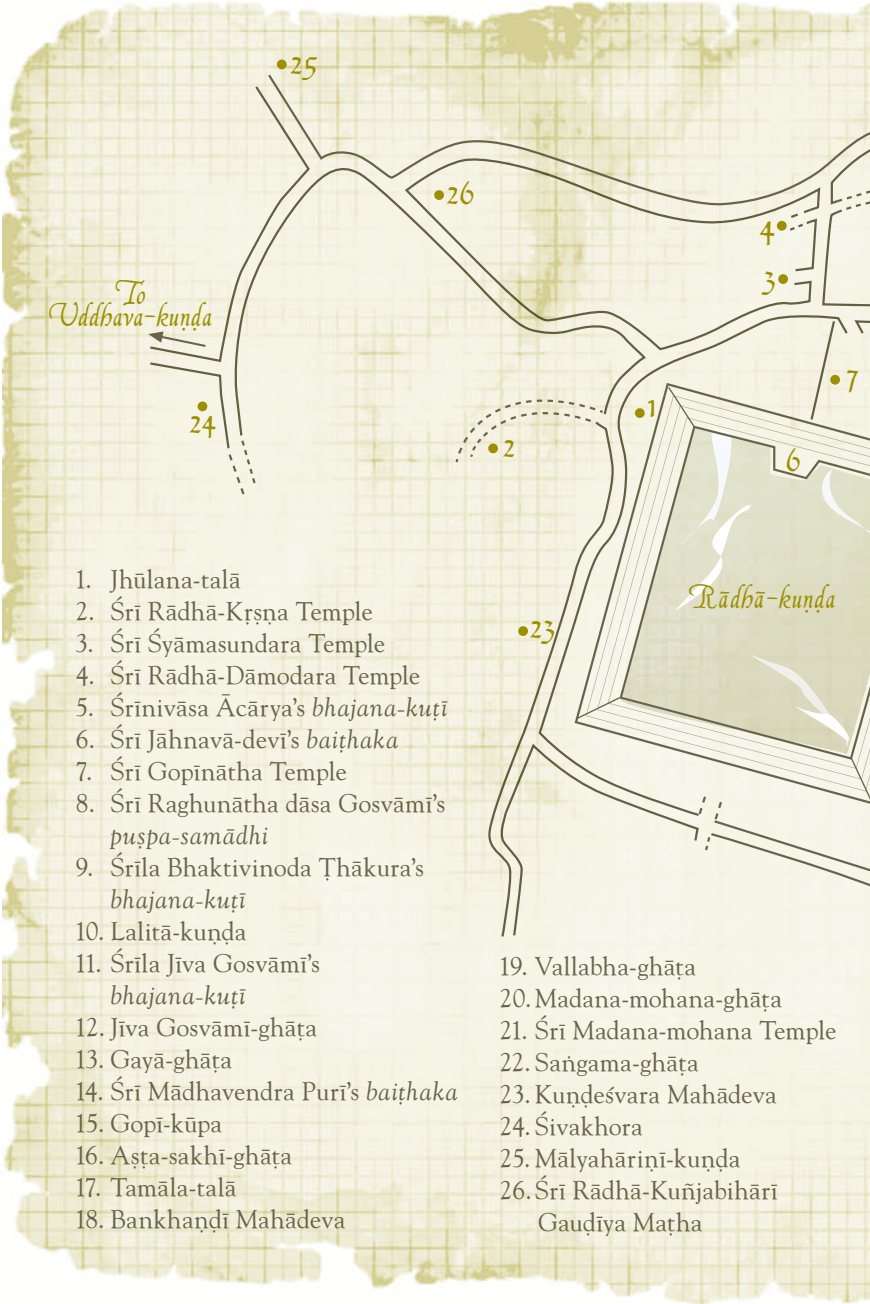 25
26
4
3
To
Uddhava-kuṇḍa
7
24
1
2
6
Rādhā-kuṇḍa
23
1. Jhūlana-talā
2. Śrī Rādhā-Kṛṣṇa Temple
3. Śrī Śyāmasundara Temple
4. Śrī Rādhā-Dāmodara Temple
5. Śrīnivāsa Ācārya’s bhajana-kuṭī
6. Śrī Jāhnavā-devī’s baiṭhaka
7. Śrī Gopīnātha Temple
8. Śrī Raghunātha dāsa Gosvāmī’s
puṣpa-samādhi
9. Śrīla Bhaktivinoda Ṭhākura’s
bhajana-kuṭī
10. Lalitā-kuṇḍa
11. Śrīla Jīva Gosvāmī’s
bhajana-kuṭī
12. Jīva Gosvāmī-ghāṭa
13. Gayā-ghāṭa
14. Śrī Mādhavendra Purī’s baiṭhaka
15. Gopī-kūpa
16. Aṣṭa-sakhī-ghāṭa
17. Tamāla-talā
18. Bankhaṇḍī Mahādeva
19. Vallabha-ghāṭa
20. Madana-mohana-ghāṭa
21. Śrī Madana-mohana Temple
22. Saṅgama-ghāṭa
23. Kuṇḍeśvara Mahādeva
24. Śivakhora
25. Mālyahāriṇī-kuṇḍa
26. Śrī Rādhā-Kuñjabihārī
Gauḍīya Maṭha